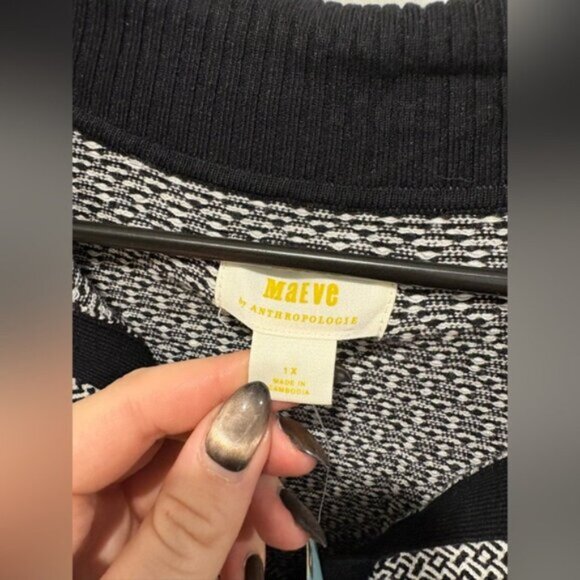 MaEve
by ANTHROPOLOGIE
1X
MADE IN
CAMBODIA